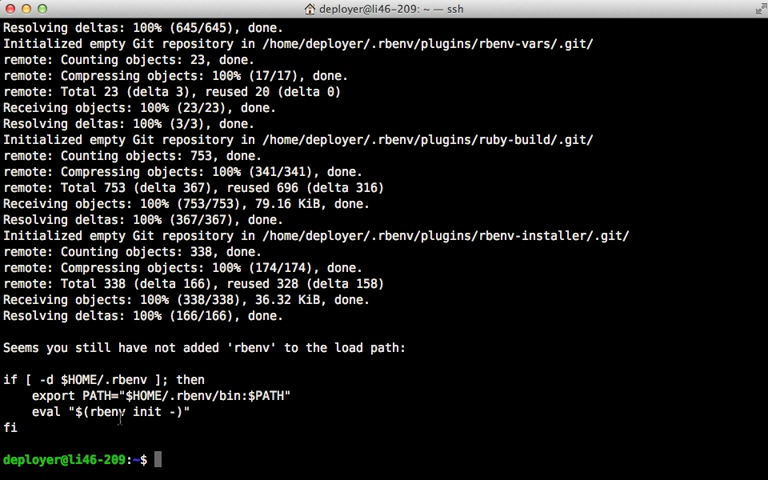 deployer@li46-209: ~ — ssh
Resolving deltas: 100% (645/645), done.
Initialized empty Git repository in /home/deployer/.rbenv/plugins/rbenv-vars/.git/
remote: Counting objects: 23, done.
remote: Compressing objects: 100% (17/17), done.
remote: Total 23 (delta 3), reused 20 (delta 0)
Receiving objects: 100% (23/23), done.
Resolving deltas: 100% (3/3), done.
Initialized empty Git repository in /home/deployer/.rbenv/plugins/ruby-build/.git/
remote: Counting objects: 753, done.
remote: Compressing objects: 100% (341/341), done.
remote: Total 753 (delta 367), reused 696 (delta 316)
Receiving objects: 100% (753/753), 79.16 KiB, done.
Resolving deltas: 100% (367/367), done.
Initialized empty Git repository in /home/deployer/.rbenv/plugins/rbenv-installer/.git/
remote: Counting objects: 338, done.
remote: Compressing objects: 100% (174/174), done.
remote: Total 338 (delta 166), reused 328 (delta 158)
Receiving objects: 100% (338/338), 36.32 KiB, done.
Resolving deltas: 100% (166/166), done.
Seems you still have not added 'rbenv' to the load path:
if [ -d $HOME/.rbenv ]; then
    export PATH="$HOME/.rbenv/bin:$PATH"
    eval "$(rbenv init -)"
fi
deployer@li46-209:~$